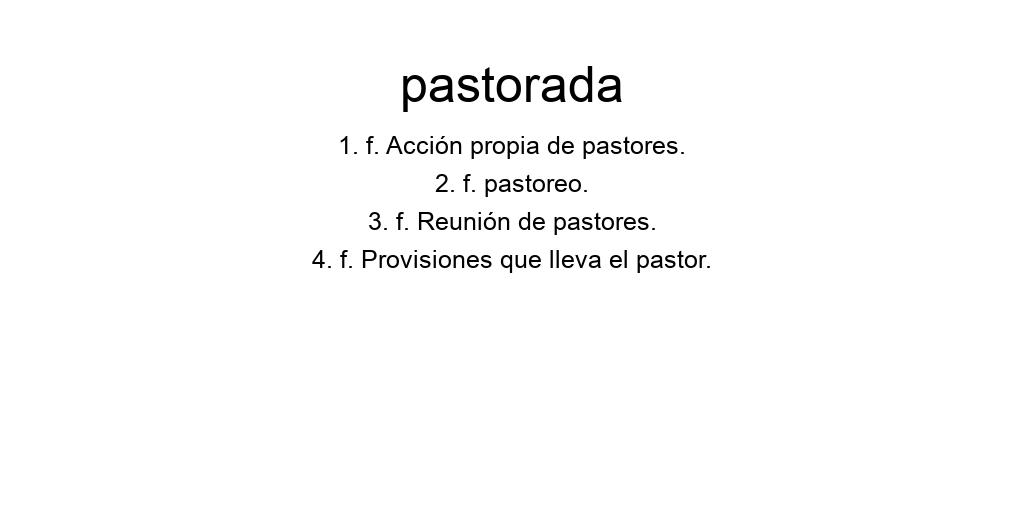 pastorada
1. f. Acción propia de pastores.
2. f. pastoreo.
3. f. Reunión de pastores.
4. f. Provisiones que lleva el pastor.